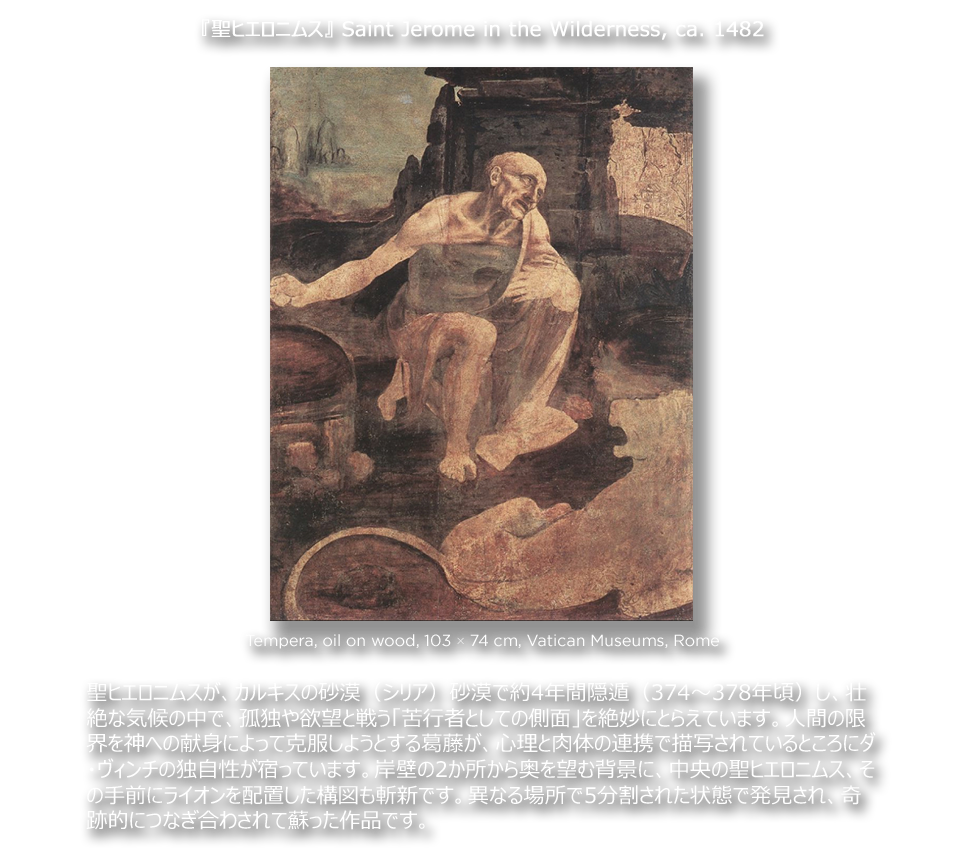 『聖ヒエロニムス』 Saint Jerome in the Wilderness, ca. 1482
Tempera, oil on wood, 103 × 74 cm, Vatican Museums, Rome
聖ヒエロニムスが、カルキスの砂漠（シリア）砂漠で約4年間隠遁（374～378年頃）し、壮
絶な気候の中で、孤独や欲望と戦う「苦行者としての側面」を絶妙にとらえています。人間の限
界を神への献身によって克服しようとする葛藤が、心理と肉体の連携で描写されているところにダ
・ヴィンチの独自性が宿っています。岸壁の2か所から奥を望む背景に、中央の聖ヒエロニムス、そ
の手前にライオンを配置した構図も斬新です。異なる場所で5分割された状態で発見され、奇
跡的につなぎ合わされて蘇った作品です。